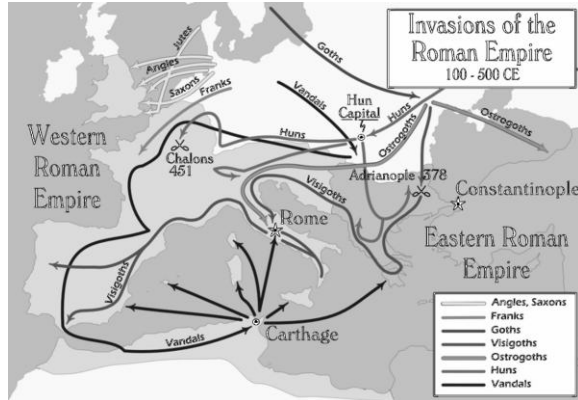 Invasions of the
Roman Empire
100 - 500 CE
Jutes
Angles
Saxons
Franks
Goths
Vandals
Hun
Capital
Huns
Huns
Ostrogoths
Ostrogoths
Western
Roman
Empire
Chalons
451
Adrianople 378
Constantinople
Visigoths
Rome
Eastern Roman
Empire
Visigoths
Carthage
Vandals
Angles, Saxons
Franks
Goths
Visigoths
Ostrogoths
Huns
Vandals